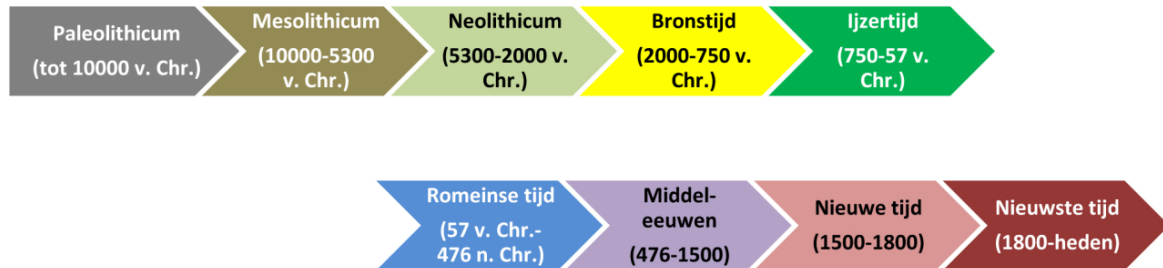 Paleolithicum
(tot 10000 v. Chr.)
Mesolithicum
(10000-5300
v. Chr.)
Neolithicum
(5300-2000 v.
Chr.)
Bronstijd
(2000-750 v.
Chr.)
Ijzertijd
(750-57 v.
Chr.)
Romeinse tijd
(57 v. Chr.-
476 n. Chr.)
Middel-
eeuwen
(476-1500)
Nieuwe tijd
(1500-1800)
Nieuwste tijd
(1800-heden)